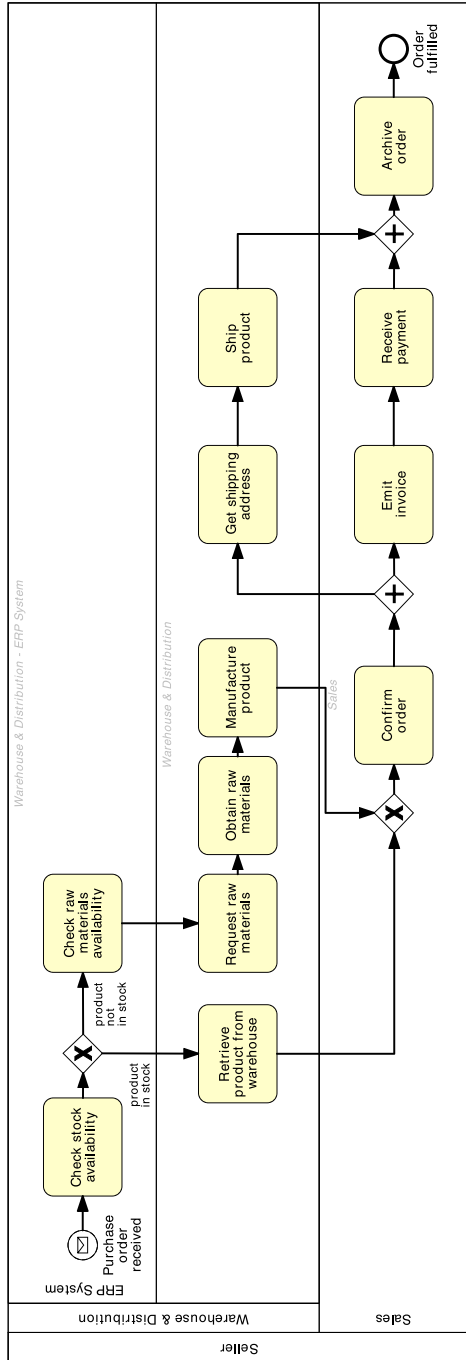 Seller
Warehouse & Distribution
ERP System
Sales
Warehouse & Distribution - ERP System
Purchase
order
received
Check stock
availability
product
in stock
product
not
in stock
Check raw
materials
availability
Warehouse & Distribution
Retrieve
product from
warehouse
Request raw
materials
Obtain raw
materials
Manufacture
product
Get shipping
address
Ship
product
Sales
Confirm
order
Emit
invoice
Receive
payment
Archive
order
Order
fulfilled